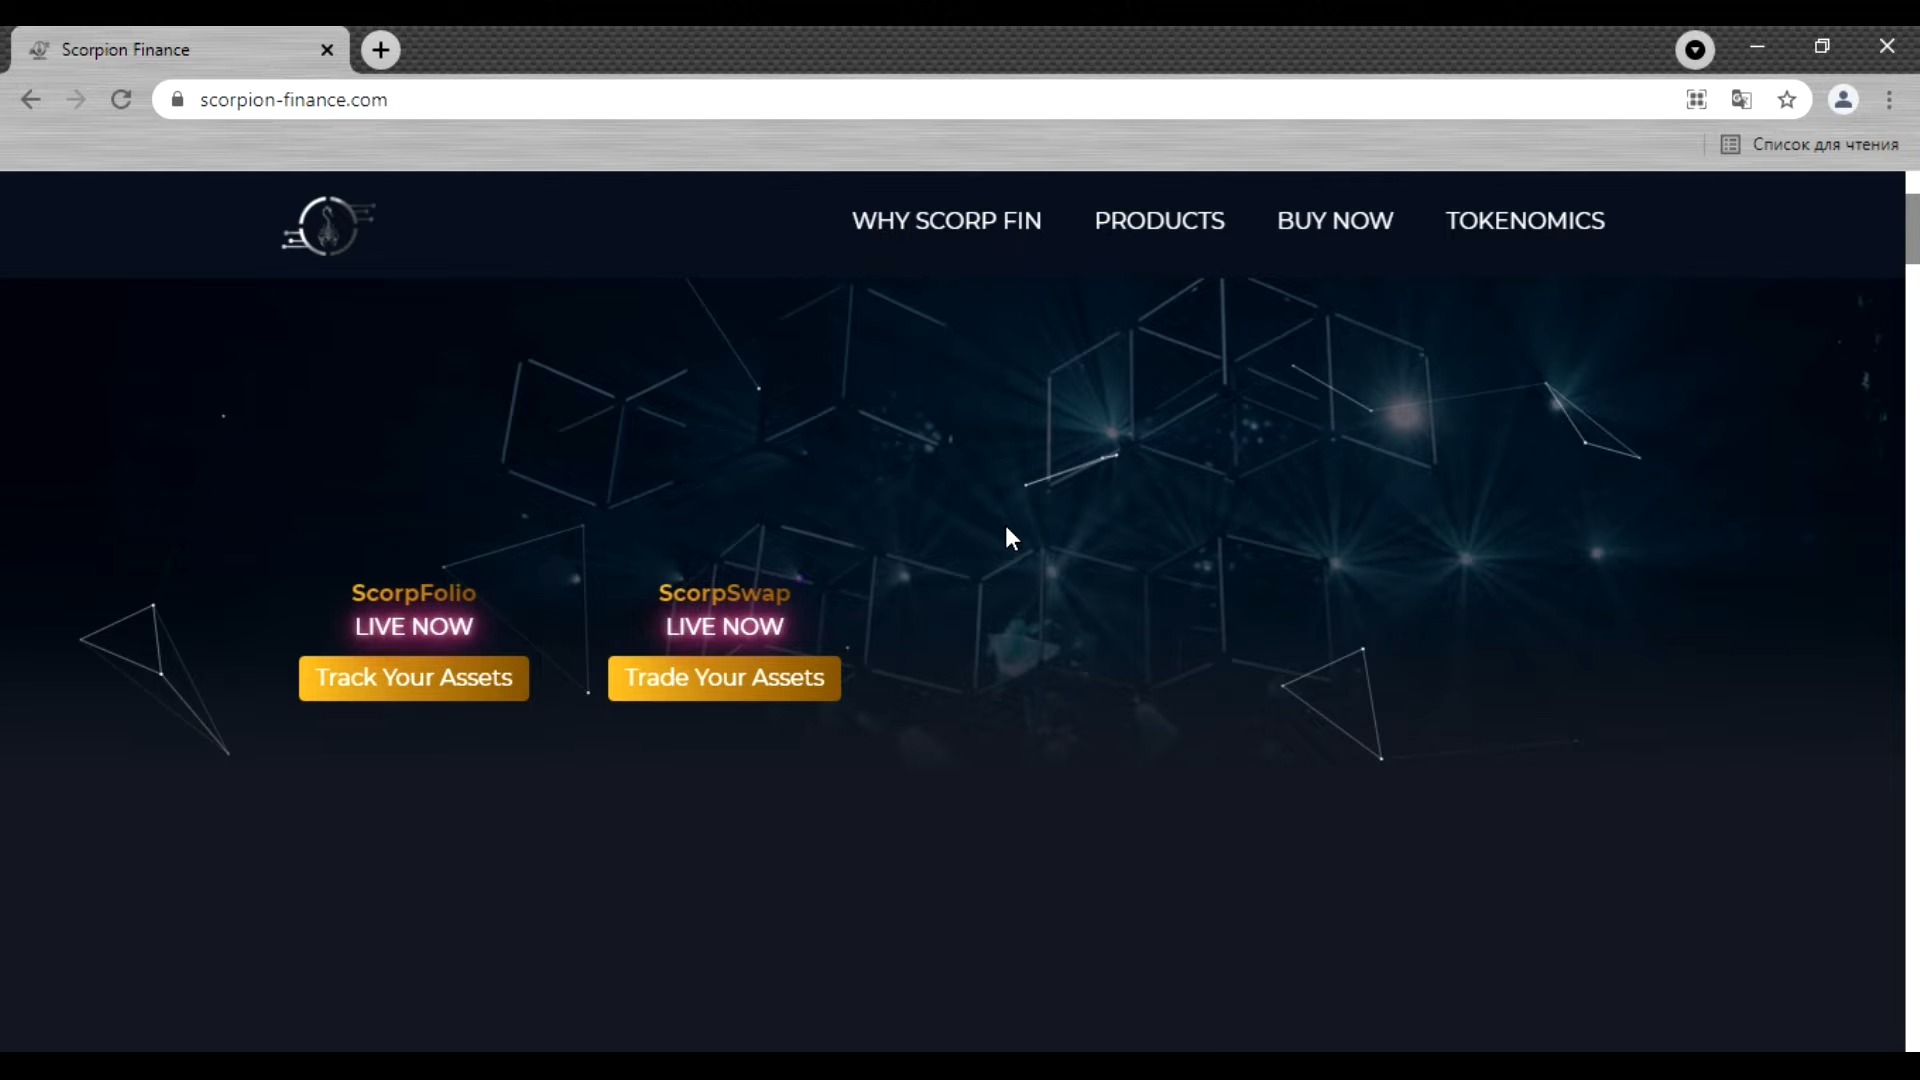 Scorpion Finance
scorpion-finance.com
Список для чтения
WHY SCORP FIN
PRODUCTS
BUY NOW
TOKENOMICS
ScorpFolio
LIVE NOW
Track Your Assets
ScorpSwap
LIVE NOW
Trade Your Assets